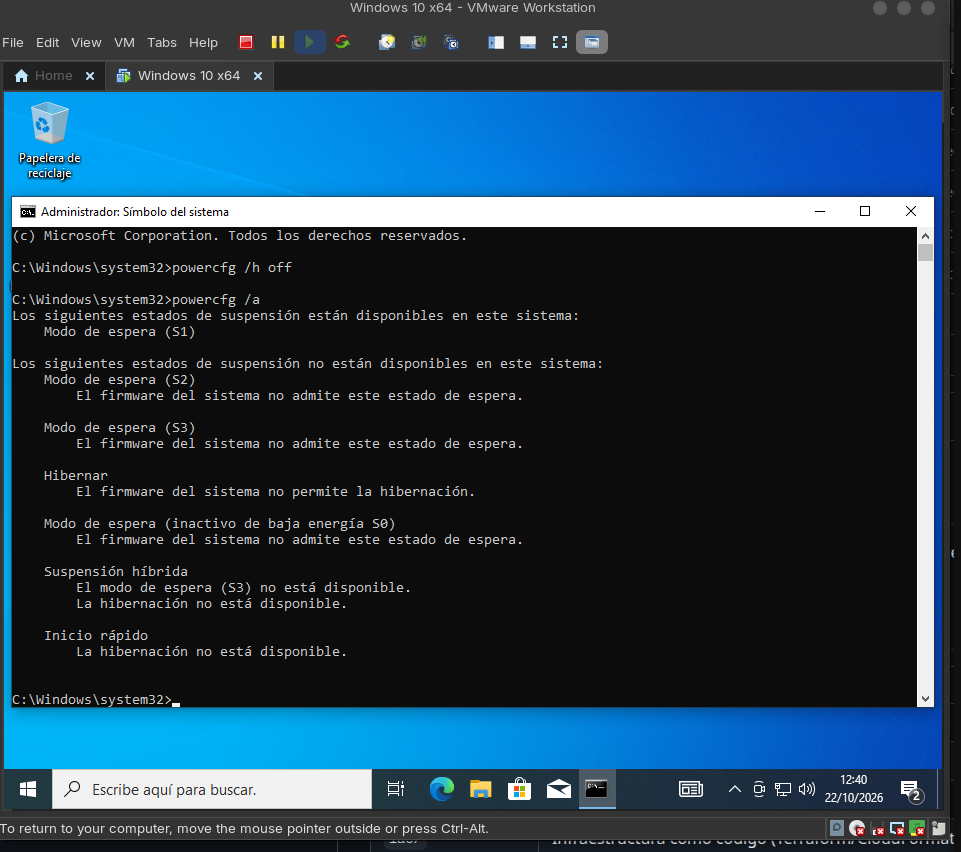 Windows 10 x64 - VMware Workstation
File Edit View VM Tabs Help
Home Windows 10 x64
Papelera de
reciclaje
Administrador: Símbolo del sistema
(c) Microsoft Corporation. Todos los derechos reservados.
C:\Windows\system32>powercfg /h off
C:\Windows\system32>powercfg /a
Los siguientes estados de suspensión están disponibles en este sistema:
Modo de espera (S1)
Los siguientes estados de suspensión no están disponibles en este sistema:
Modo de espera (S2)
El firmware del sistema no admite este estado de espera.
Modo de espera (S3)
El firmware del sistema no admite este estado de espera.
Hibernar
El firmware del sistema no permite la hibernación.
Modo de espera (inactivo de baja energía S0)
El firmware del sistema no admite este estado de espera.
Suspensión híbrida
El modo de espera (S3) no está disponible.
La hibernación no está disponible.
Inicio rápido
La hibernación no está disponible.
C:\Windows\system32>
Escribe aquí para buscar.
12:40
22/10/2026
2
To return to your computer, move the mouse pointer outside or press Ctrl-Alt.